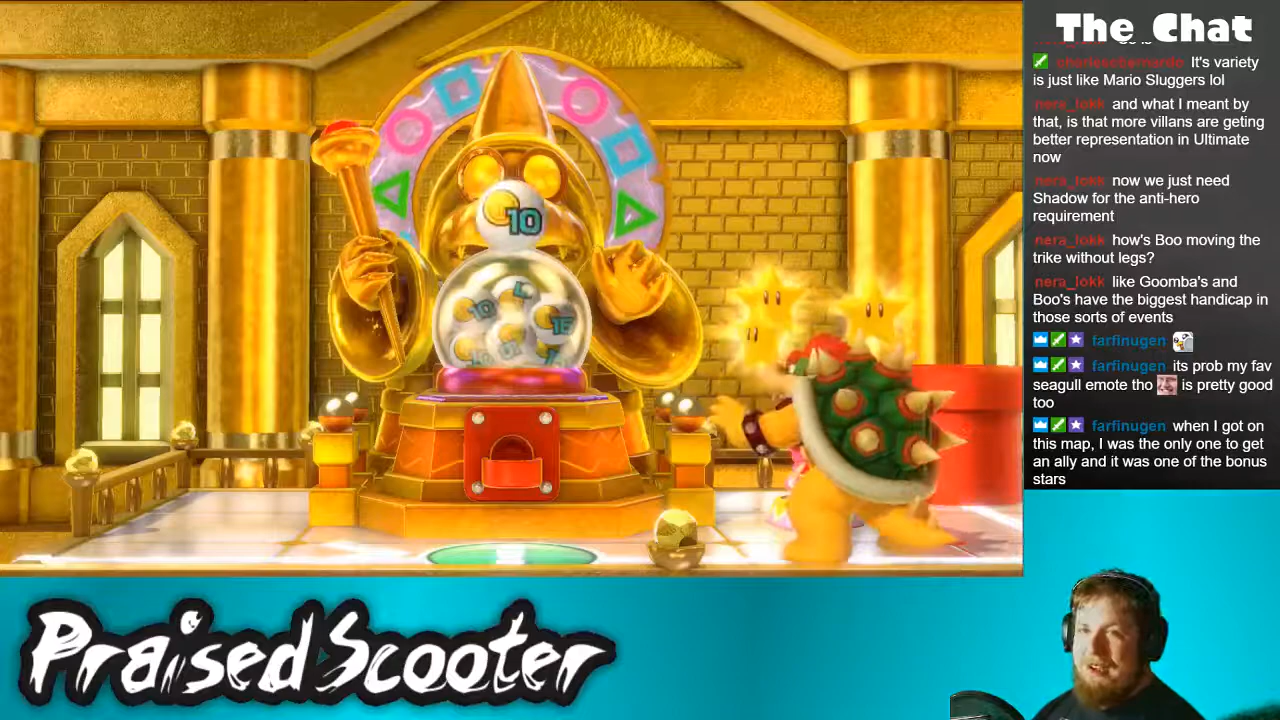 The Chat
charlesobernardo It's variety
is just like Mario Sluggers lol
nera_lokk and what I meant by
that, is that more villans are geting
better representation in Ultimate
now
nera_lokk now we just need
Shadow for the anti-hero
requirement
nera_lokk how's Boo moving the
trike without legs?
nera_lokk like Goomba's and
Boo's have the biggest handicap in
those sorts of events
farfinugen
farfinugen its prob my fav
seagull emote tho is pretty good
too
farfinugen when I got on
this map, I was the only one to get
an ally and it was one of the bonus
stars
10
10
16
PraisedScooter